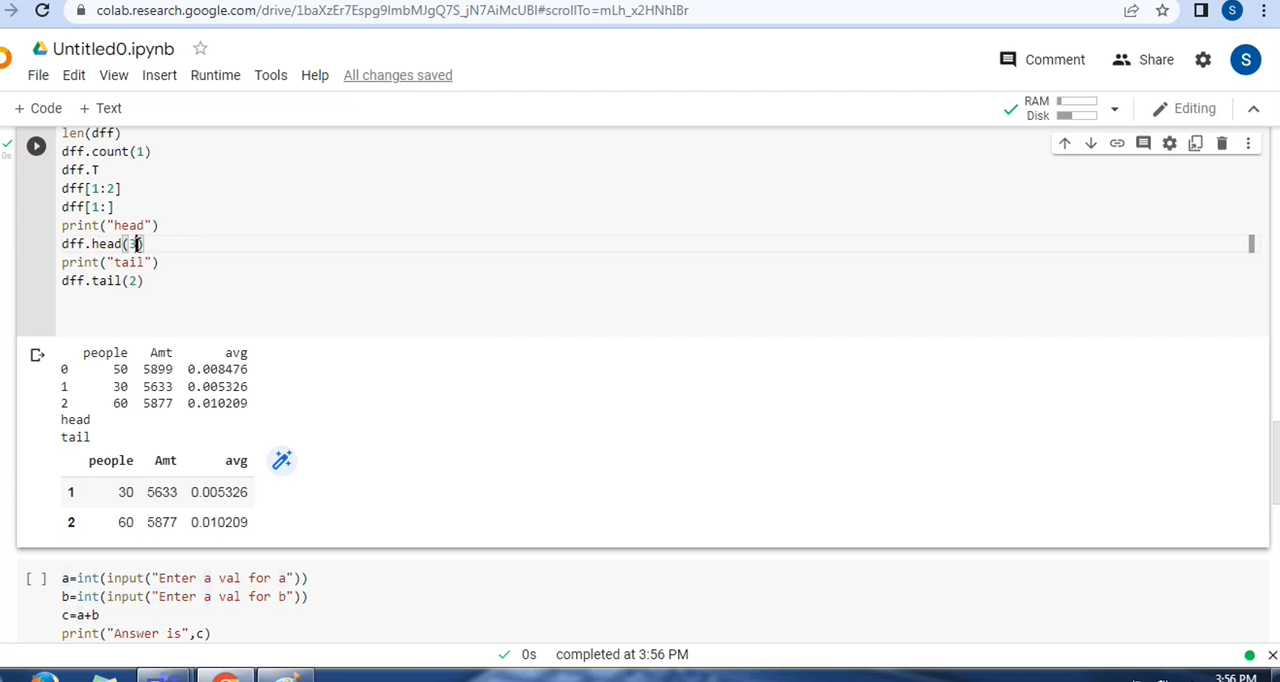 colab.research.google.com/drive/1baXzEr7Espg9ImbMJgQ7S_jN7AiMcUBI#scrollTo=mLh_x2HNhIBr
S
Untitled0.ipynb
Comment
Share
S
File Edit View Insert Runtime Tools Help All changes saved
+ Code + Text
RAM
Disk
Editing
0s
len(dff)
dff.count(1)
dff.T
dff[1:2]
dff[1:]
print("head")
dff.head(3)
print("tail")
dff.tail(2)
people Amt avg
0 50 5899 0.008476
1 30 5633 0.005326
2 60 5877 0.010209
head
tail
people Amt avg
1 30 5633 0.005326
2 60 5877 0.010209
[ ] a=int(input("Enter a val for a"))
b=int(input("Enter a val for b"))
c=a+b
print("Answer is",c)
0s completed at 3:56 PM
3:56 PM